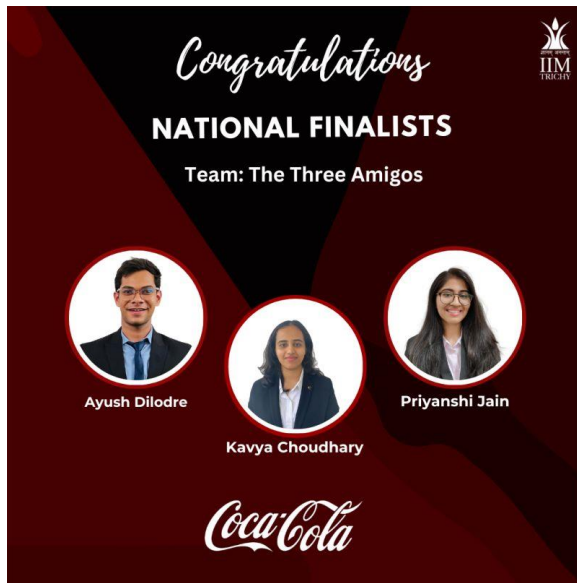 Congratulations
IIM
TRICHY
NATIONAL FINALISTS
Team: The Three Amigos
Ayush Dilodre
Kavya Choudhary
Priyanshi Jain
Coca-Cola